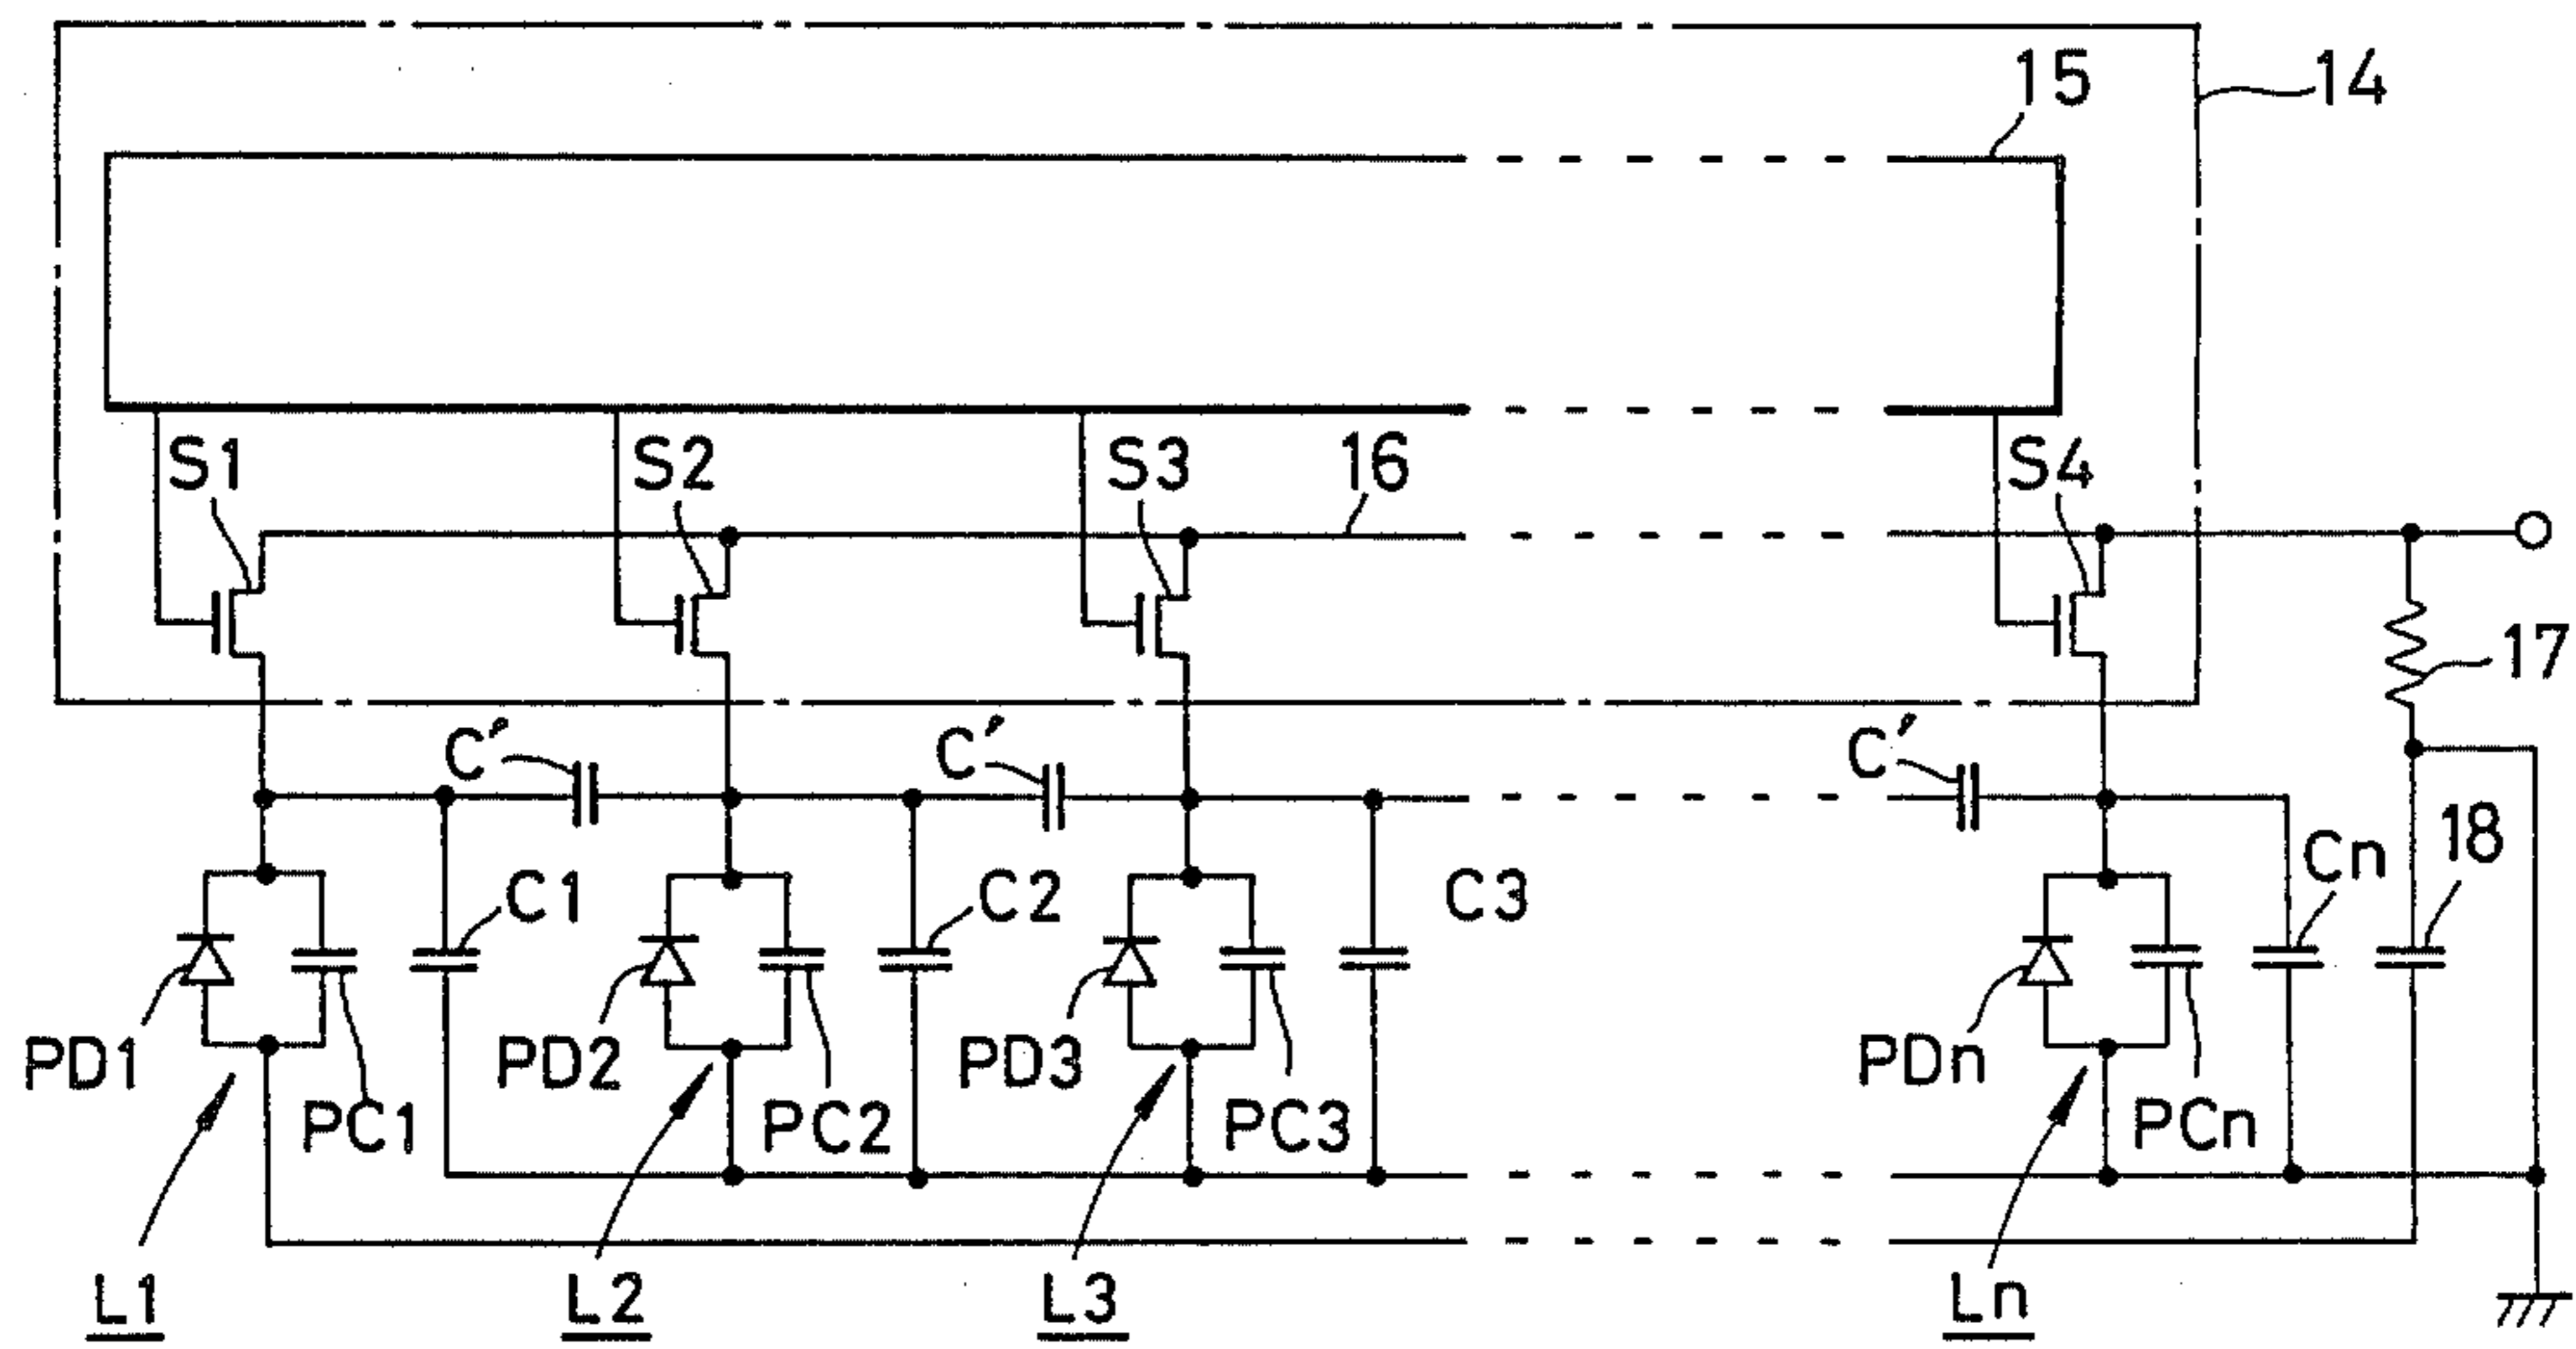 15
14
S1
S2
S3
16
S4
17
C'
C'
C'
C1
C2
C3
Cn
18
PD1
PC1
PD2
PC2
PD3
PC3
PDn
PCn
L1
L2
L3
Ln